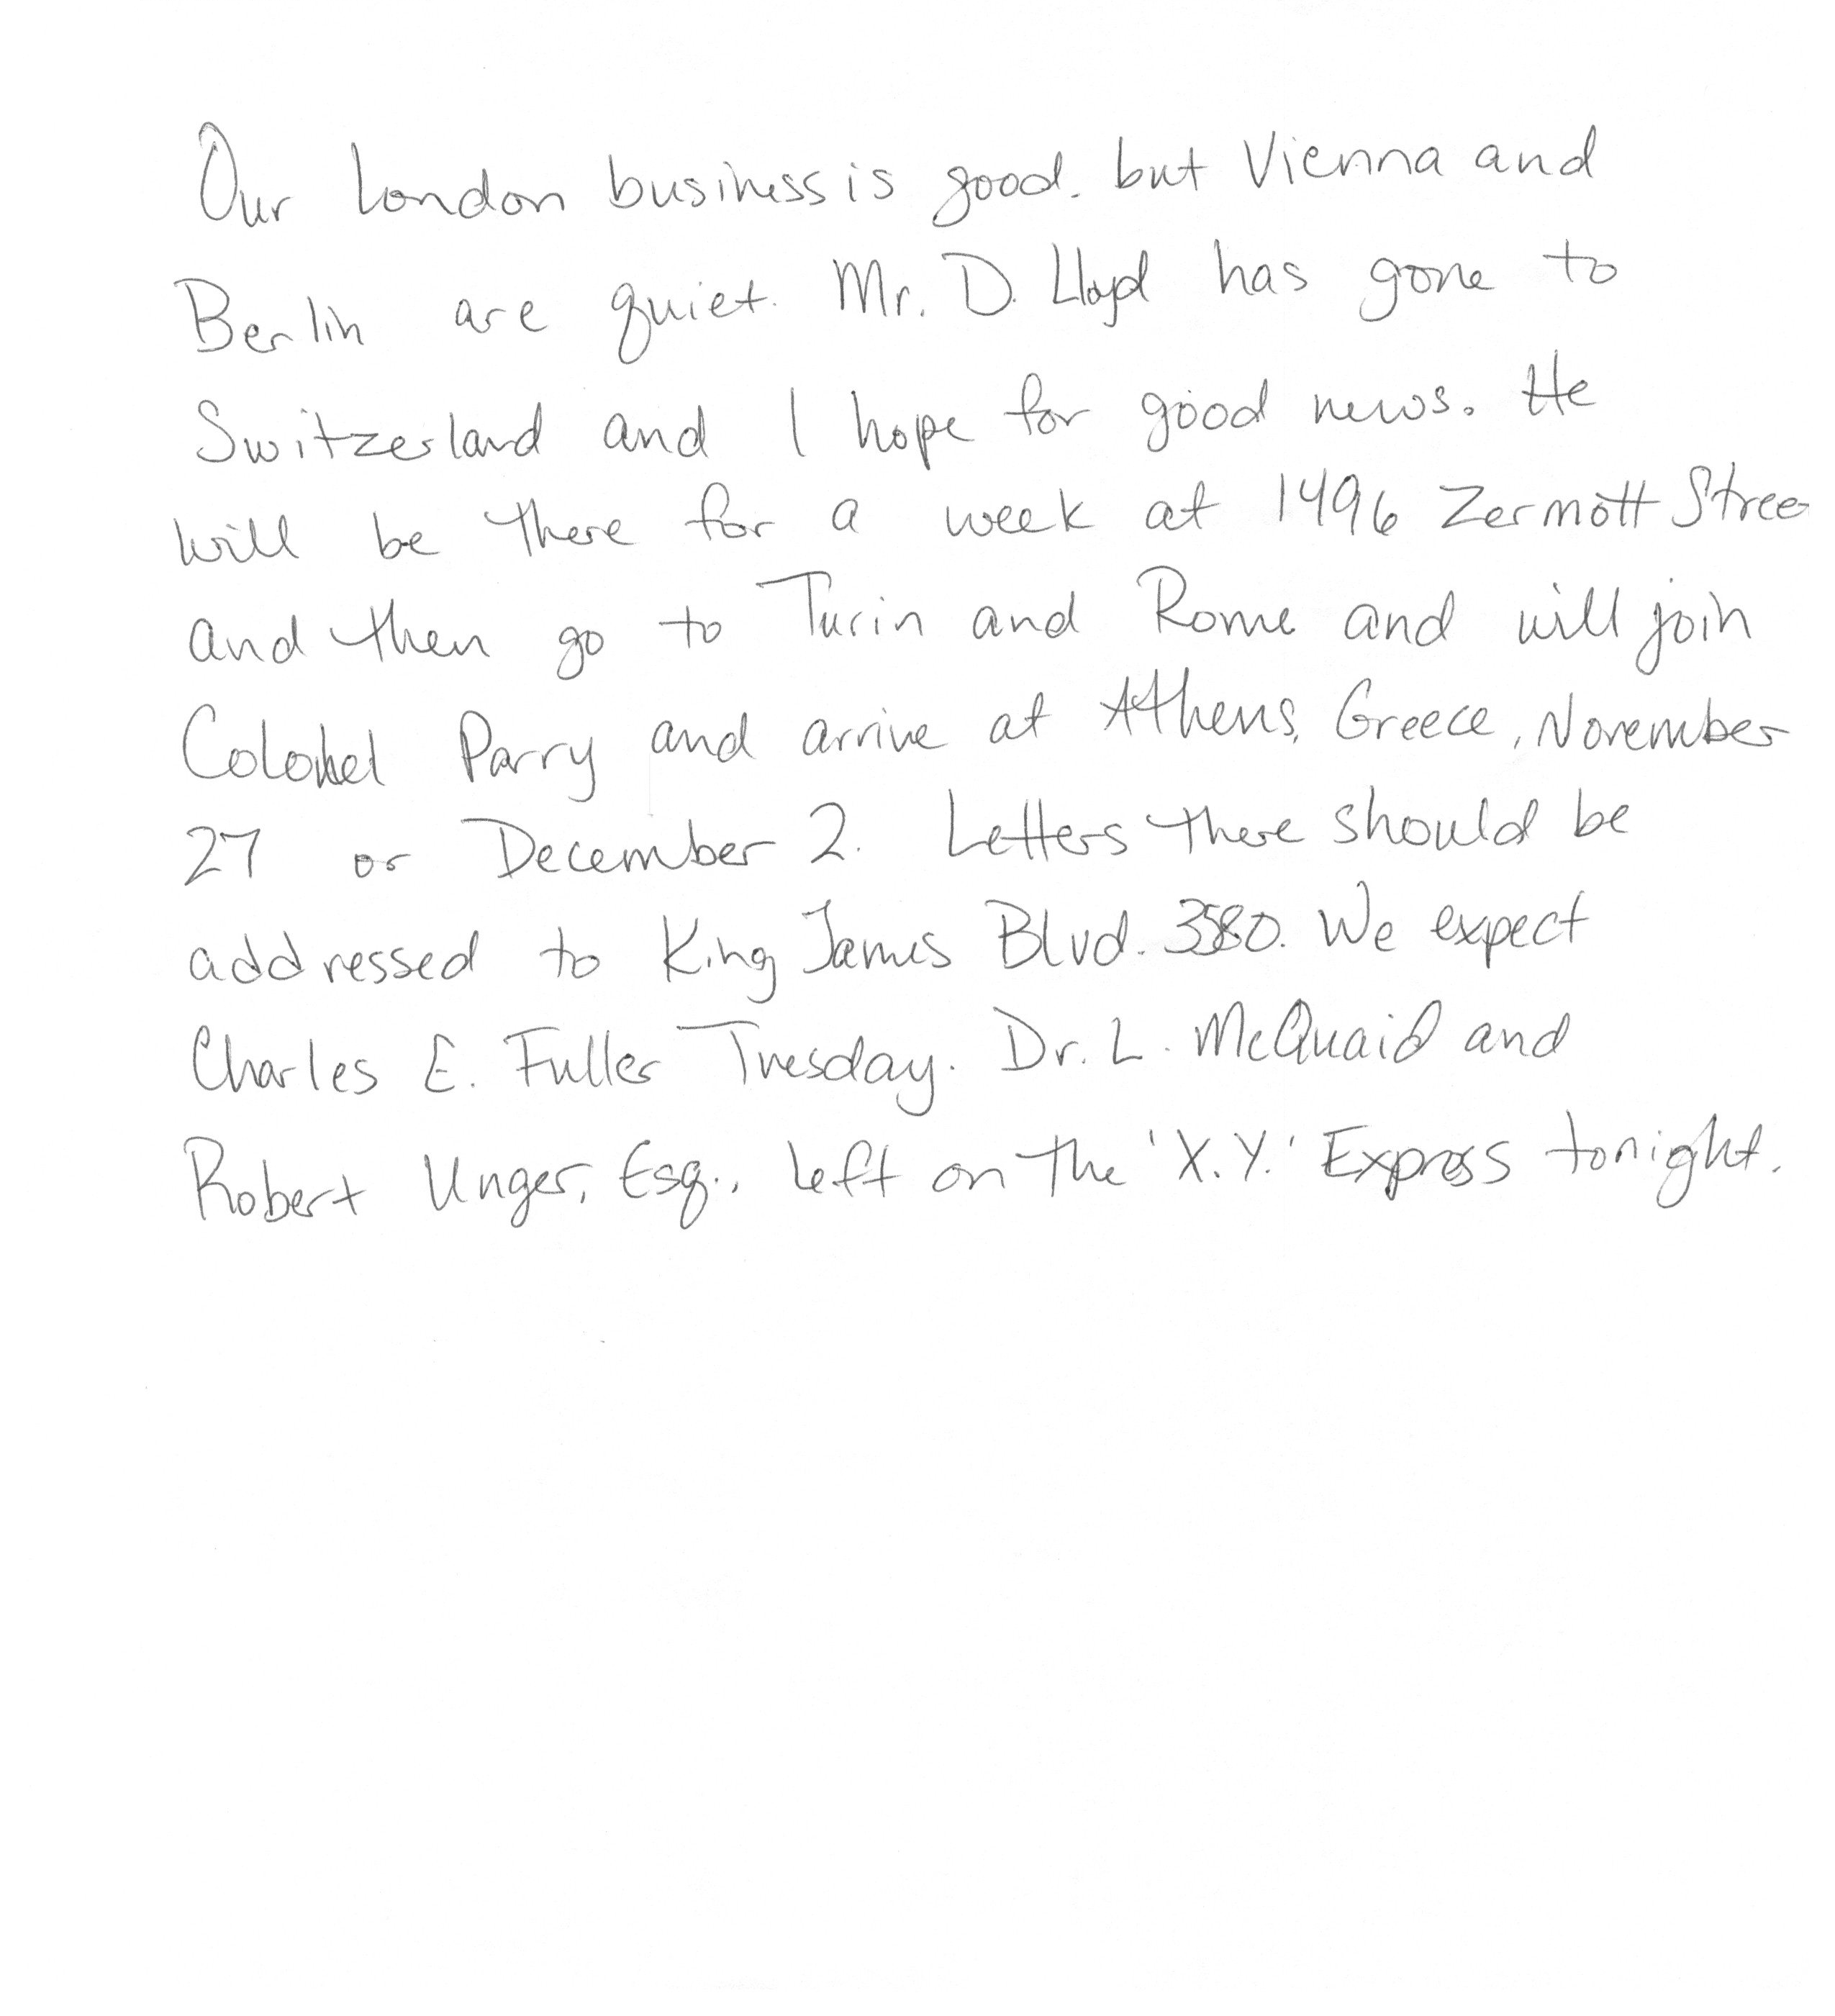 Our London business is good. but Vienna and
Berlin are quiet. Mr. D. Lloyd has gone to
Switzerland and I hope for good news. He
will be there for a week at 1496 Zermott Stree
and then go to Turin and Rome and will join
Colonel Parry and arrive at Athens, Greece, November
27 or December 2. Letters there should be
addressed to King James Blvd. 3580. We expect
Charles E. Fuller Tuesday. Dr. L. McQuaid and
Robert Unger, Esq., left on the 'X.Y.' Express tonight.